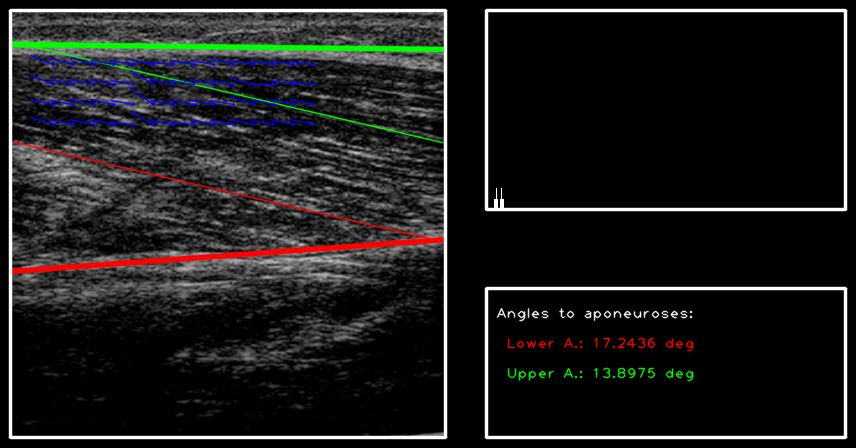 Angles to aponeuroses:
Lower A.: 17.2436 deg
Upper A.: 13.8975 deg